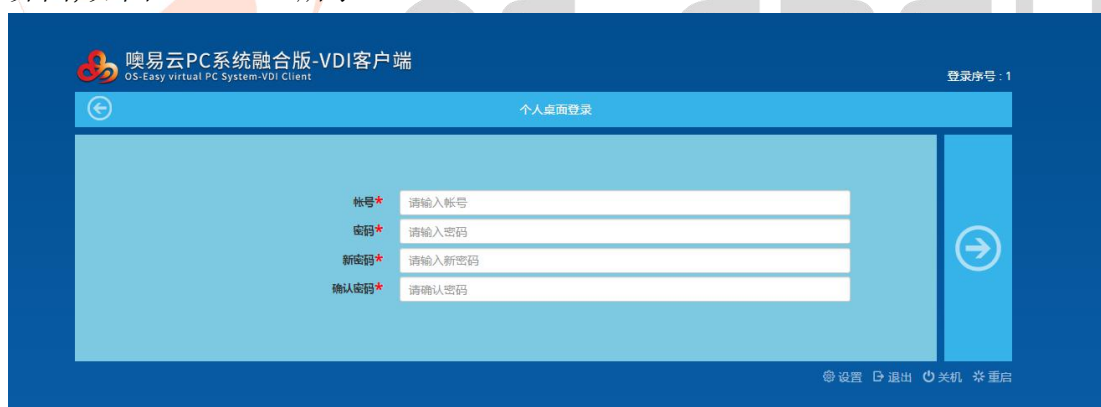 噢易云PC系统融合版-VDI客户端
OS-Easy virtual PC System-VDI Client
登录序号 : 1
个人桌面登录
帐号* 请输入帐号
密码* 请输入密码
新密码* 请输入新密码
确认密码* 请确认密码
设置 退出 关机 重启